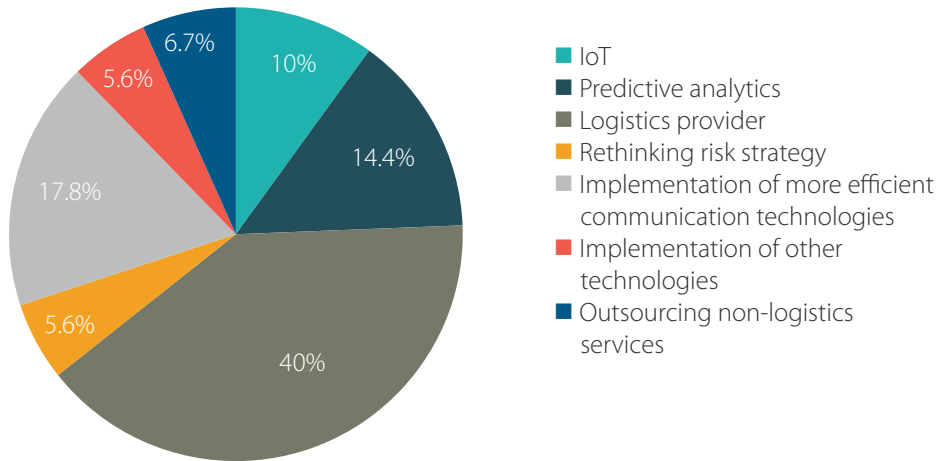 6.7%
10%
5.6%
14.4%
17.8%
5.6%
40%
IoT
Predictive analytics
Logistics provider
Rethinking risk strategy
Implementation of more efficient
communication technologies
Implementation of other
technologies
Outsourcing non-logistics
services